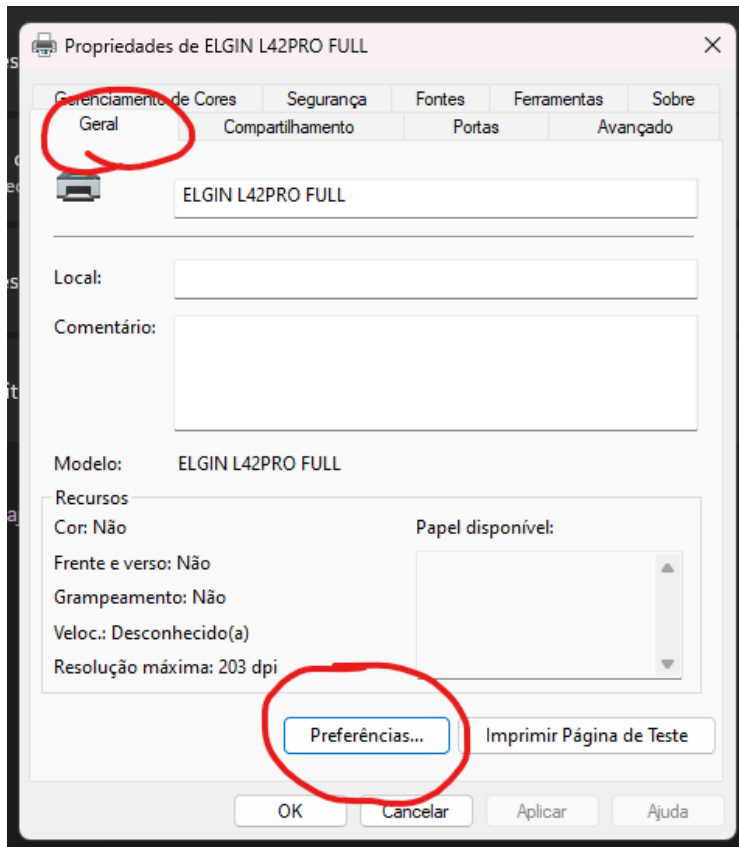 Propriedades de ELGIN L42PRO FULL
Gerenciamento de Cores Segurança Fontes Ferramentas Sobre
Geral Compartilhamento Portas Avançado
ELGIN L42PRO FULL
Local:
Comentário:
Modelo: ELGIN L42PRO FULL
Recursos
Cor: Não Papel disponível:
Frente e verso: Não
Grampeamento: Não
Veloc.: Desconhecido(a)
Resolução máxima: 203 dpi
Preferências... Imprimir Página de Teste
OK Cancelar Aplicar Ajuda